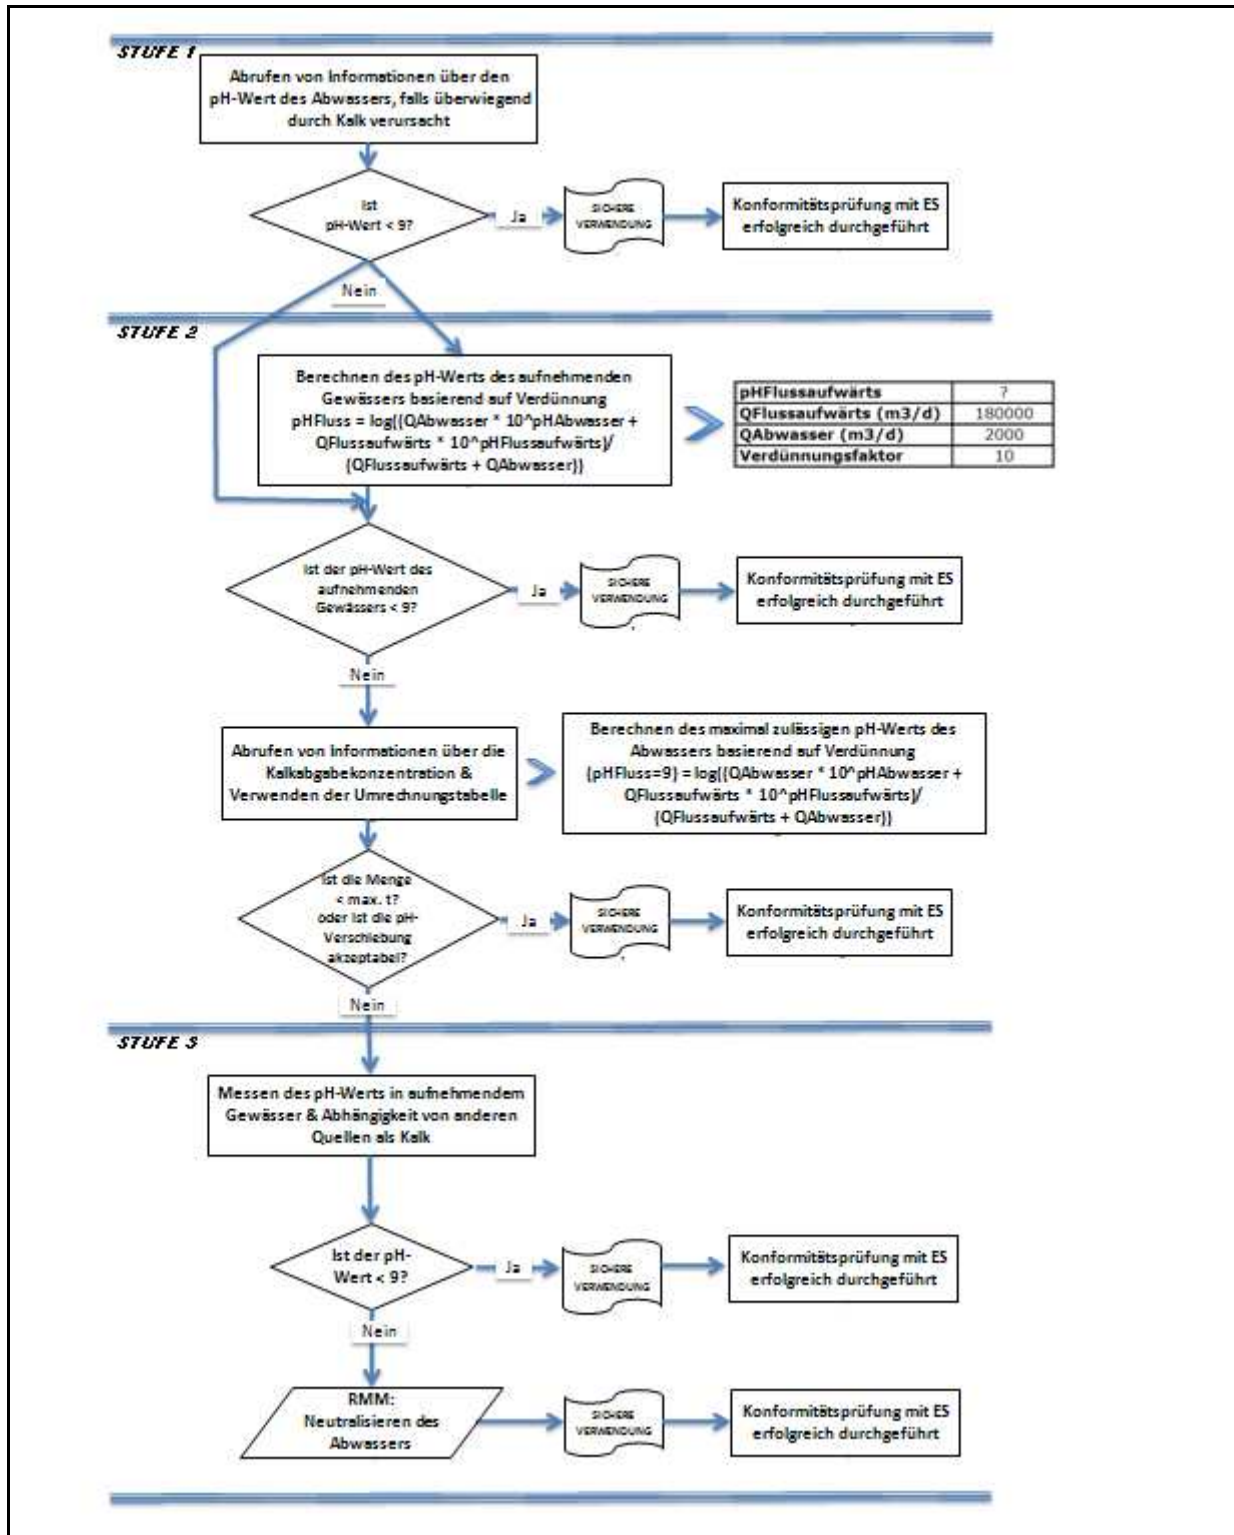 STUFE 1
Abrufen von Informationen über den
pH-Wert des Abwassers, falls überwiegend
durch Kalk verursacht
Ist
pH-Wert < 9?
Ja
SICHERE
VERWENDUNG
Konformitätsprüfung mit ES
erfolgreich durchgeführt
Nein
STUFE 2
Berechnen des pH-Werts des aufnehmenden
Gewässers basierend auf Verdünnung
pHFluss = log((QAbwasser * 10^pHAbwasser +
QFlussaufwärts * 10^pHFlussaufwärts)/
(QFlussaufwärts + QAbwasser))
pHFlussaufwärts ?
QFlussaufwärts (m3/d) 180000
QAbwasser (m3/d) 2000
Verdünnungsfaktor 10
Ist der pH-Wert des
aufnehmenden
Gewässers < 9?
Ja
SICHERE
VERWENDUNG
Konformitätsprüfung mit ES
erfolgreich durchgeführt
Nein
Abrufen von Informationen über die
Kalkabgabekonzentration &
Verwenden der Umrechnungstabelle
Berechnen des maximal zulässigen pH-Werts des
Abwassers basierend auf Verdünnung
(pHFluss=9) = log((QAbwasser * 10^pHAbwasser +
QFlussaufwärts * 10^pHFlussaufwärts)/
(QFlussaufwärts + QAbwasser))
Ist die Menge
< max. t?
oder ist die pH-
Verschiebung
akzeptabel?
Ja
SICHERE
VERWENDUNG
Konformitätsprüfung mit ES
erfolgreich durchgeführt
Nein
STUFE 3
Messen des pH-Werts in aufnehmendem
Gewässer & Abhängigkeit von anderen
Quellen als Kalk
Ist der pH-
Wert < 9?
Ja
SICHERE
VERWENDUNG
Konformitätsprüfung mit ES
erfolgreich durchgeführt
Nein
RMM:
Neutralisieren des
Abwassers
SICHERE
VERWENDUNG
Konformitätsprüfung mit ES
erfolgreich durchgeführt